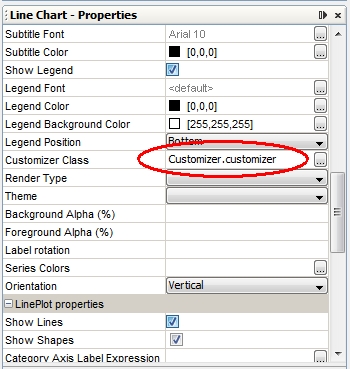 Line Chart - Properties
Subtitle Font Arial 10 ...
Subtitle Color [0,0,0] ...
Show Legend
Legend Font <default> ...
Legend Color [0,0,0] ...
Legend Background Color [255,255,255] ...
Legend Position Bottom
Customizer Class Customizer.customizer ...
Render Type
Theme
Background Alpha (%)
Foreground Alpha (%)
Label rotation
Series Colors ...
Orientation Vertical
LinePlot properties
Show Lines
Show Shapes
Category Axis Label Expression ...